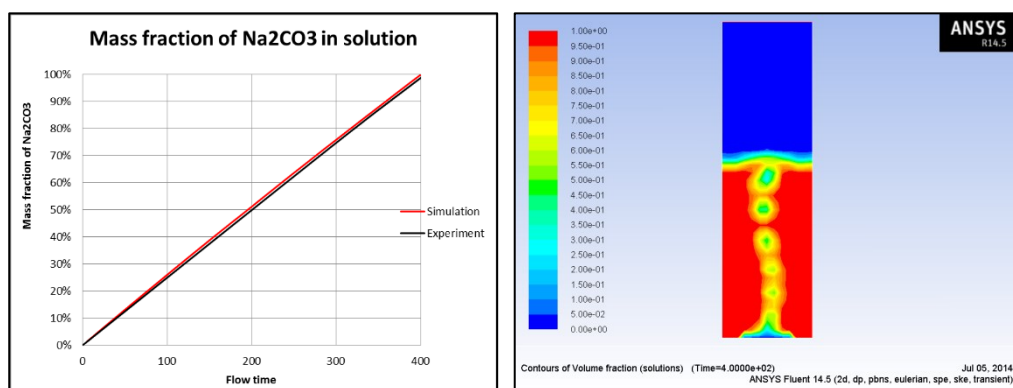 Mass fraction of Na2CO3 in solution
Mass fraction of Na2CO3
100%
90%
80%
70%
60%
50%
40%
30%
20%
10%
0%
0 100 200 300 400
Flow time
Simulation
Experiment
ANSYS
R14.5
1.00e+00
9.50e-01
9.00e-01
8.50e-01
8.00e-01
7.50e-01
7.00e-01
6.50e-01
6.00e-01
5.50e-01
5.00e-01
4.50e-01
4.00e-01
3.50e-01
3.00e-01
2.50e-01
2.00e-01
1.50e-01
1.00e-01
5.00e-02
0.00e+00
Contours of Volume fraction (solutions) (Time=4.0000e+02) Jul 05, 2014
ANSYS Fluent 14.5 (2d, dp, pbns, eulerian, spe, ske, transient)